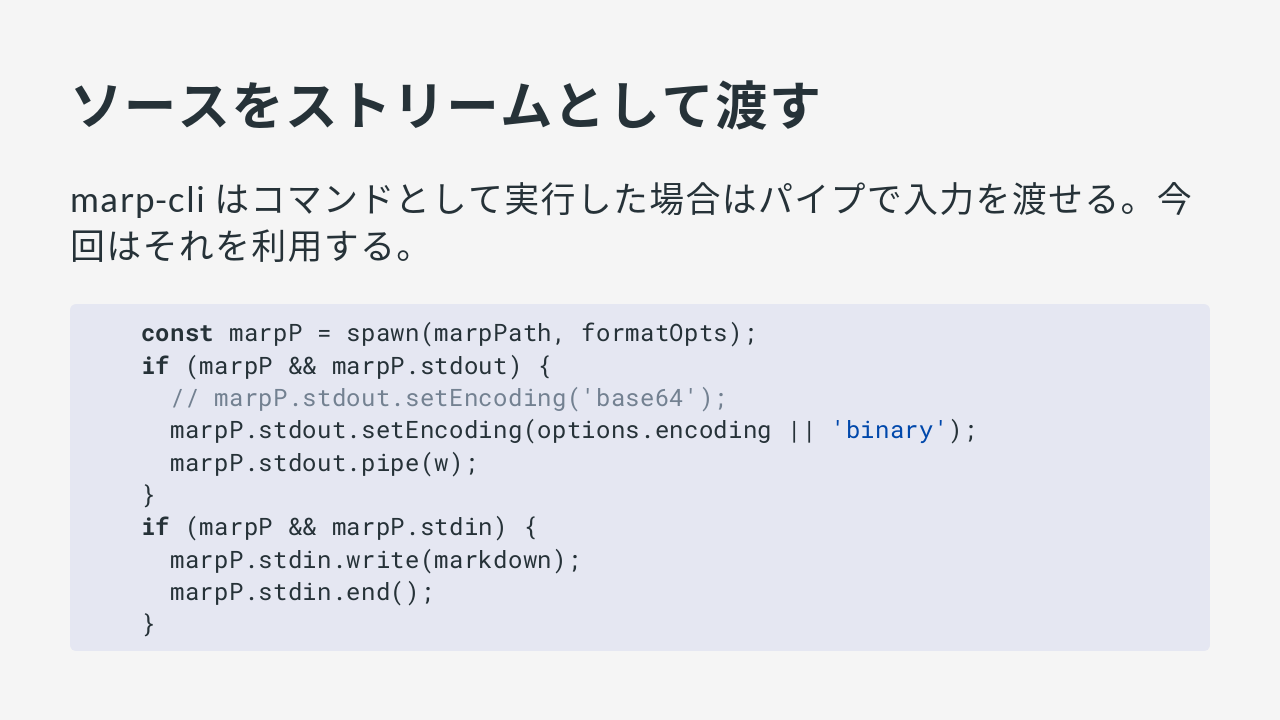 ソースをストリームとして渡す
marp-cli はコマンドとして実行した場合はパイプで入力を渡せる。今
回はそれを利用する。
const marpP = spawn(marpPath, formatOpts);
if (marpP && marpP.stdout) {
  // marpP.stdout.setEncoding('base64');
  marpP.stdout.setEncoding(options.encoding || 'binary');
  marpP.stdout.pipe(w);
}
if (marpP && marpP.stdin) {
  marpP.stdin.write(markdown);
  marpP.stdin.end();
}